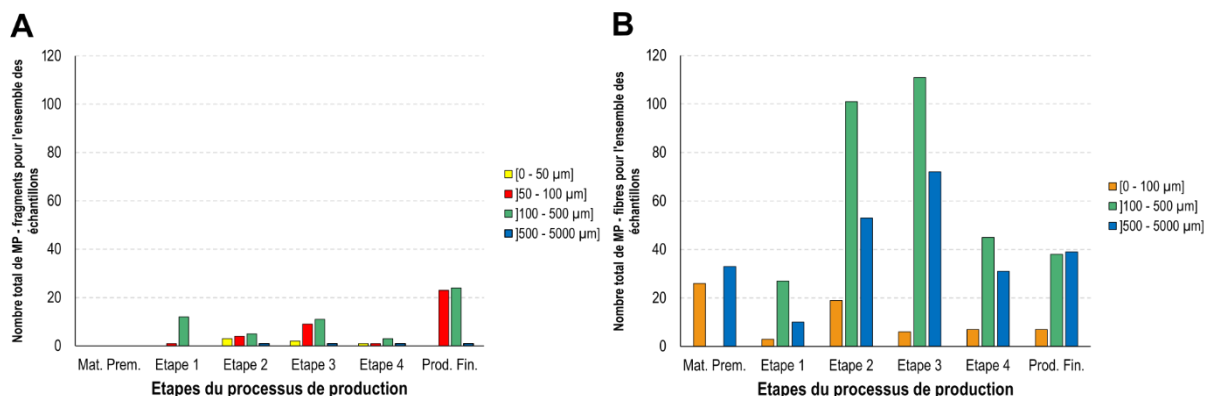 A
Nombre total de MP - fragments pour l'ensemble des
échantillons
120
100
80
60
40
20
0
Mat. Prem.
Etape 1
Etape 2
Etape 3
Etape 4
Prod. Fin.
Etapes du processus de production
[0 - 50 µm]
]50 - 100 µm]
]100 - 500 µm]
]500 - 5000 µm]
B
Nombre total de MP - fibres pour l'ensemble des
échantillons
120
100
80
60
40
20
0
Mat. Prem.
Etape 1
Etape 2
Etape 3
Etape 4
Prod. Fin.
Etapes du processus de production
[0 - 100 µm]
]100 - 500 µm]
]500 - 5000 µm]